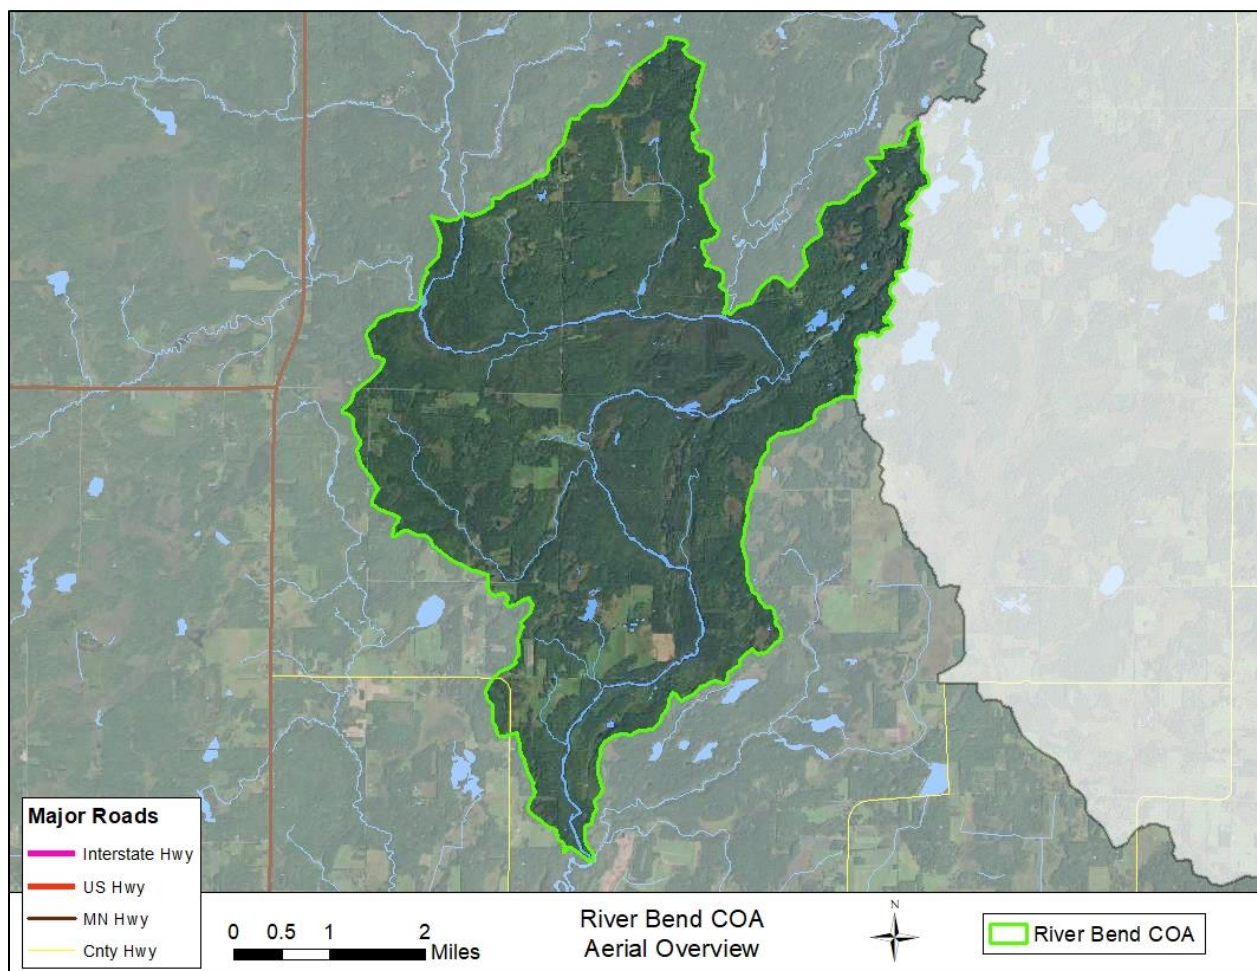 Major Roads
Interstate Hwy
US Hwy
MN Hwy
Cnty Hwy
0 0.5 1 2
Miles
River Bend COA
Aerial Overview
N
River Bend COA